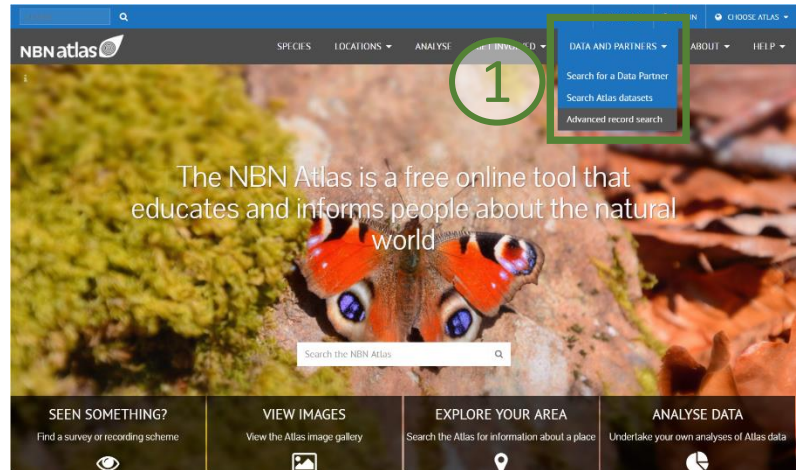 CHOOSE ATLAS
NBN atlas
SPECIES LOCATIONS ANALYSE GET INVOLVED DATA AND PARTNERS ABOUT HELP
1
Search for a Data Partner
Search Atlas datasets
Advanced record search
The NBN Atlas is a free online tool that
educates and informs people about the natural
world
Search the NBN Atlas
SEEN SOMETHING? VIEW IMAGES EXPLORE YOUR AREA ANALYSE DATA
Find a survey or recording scheme View the Atlas image gallery Search the Atlas for information about a place Undertake your own analyses of Atlas data